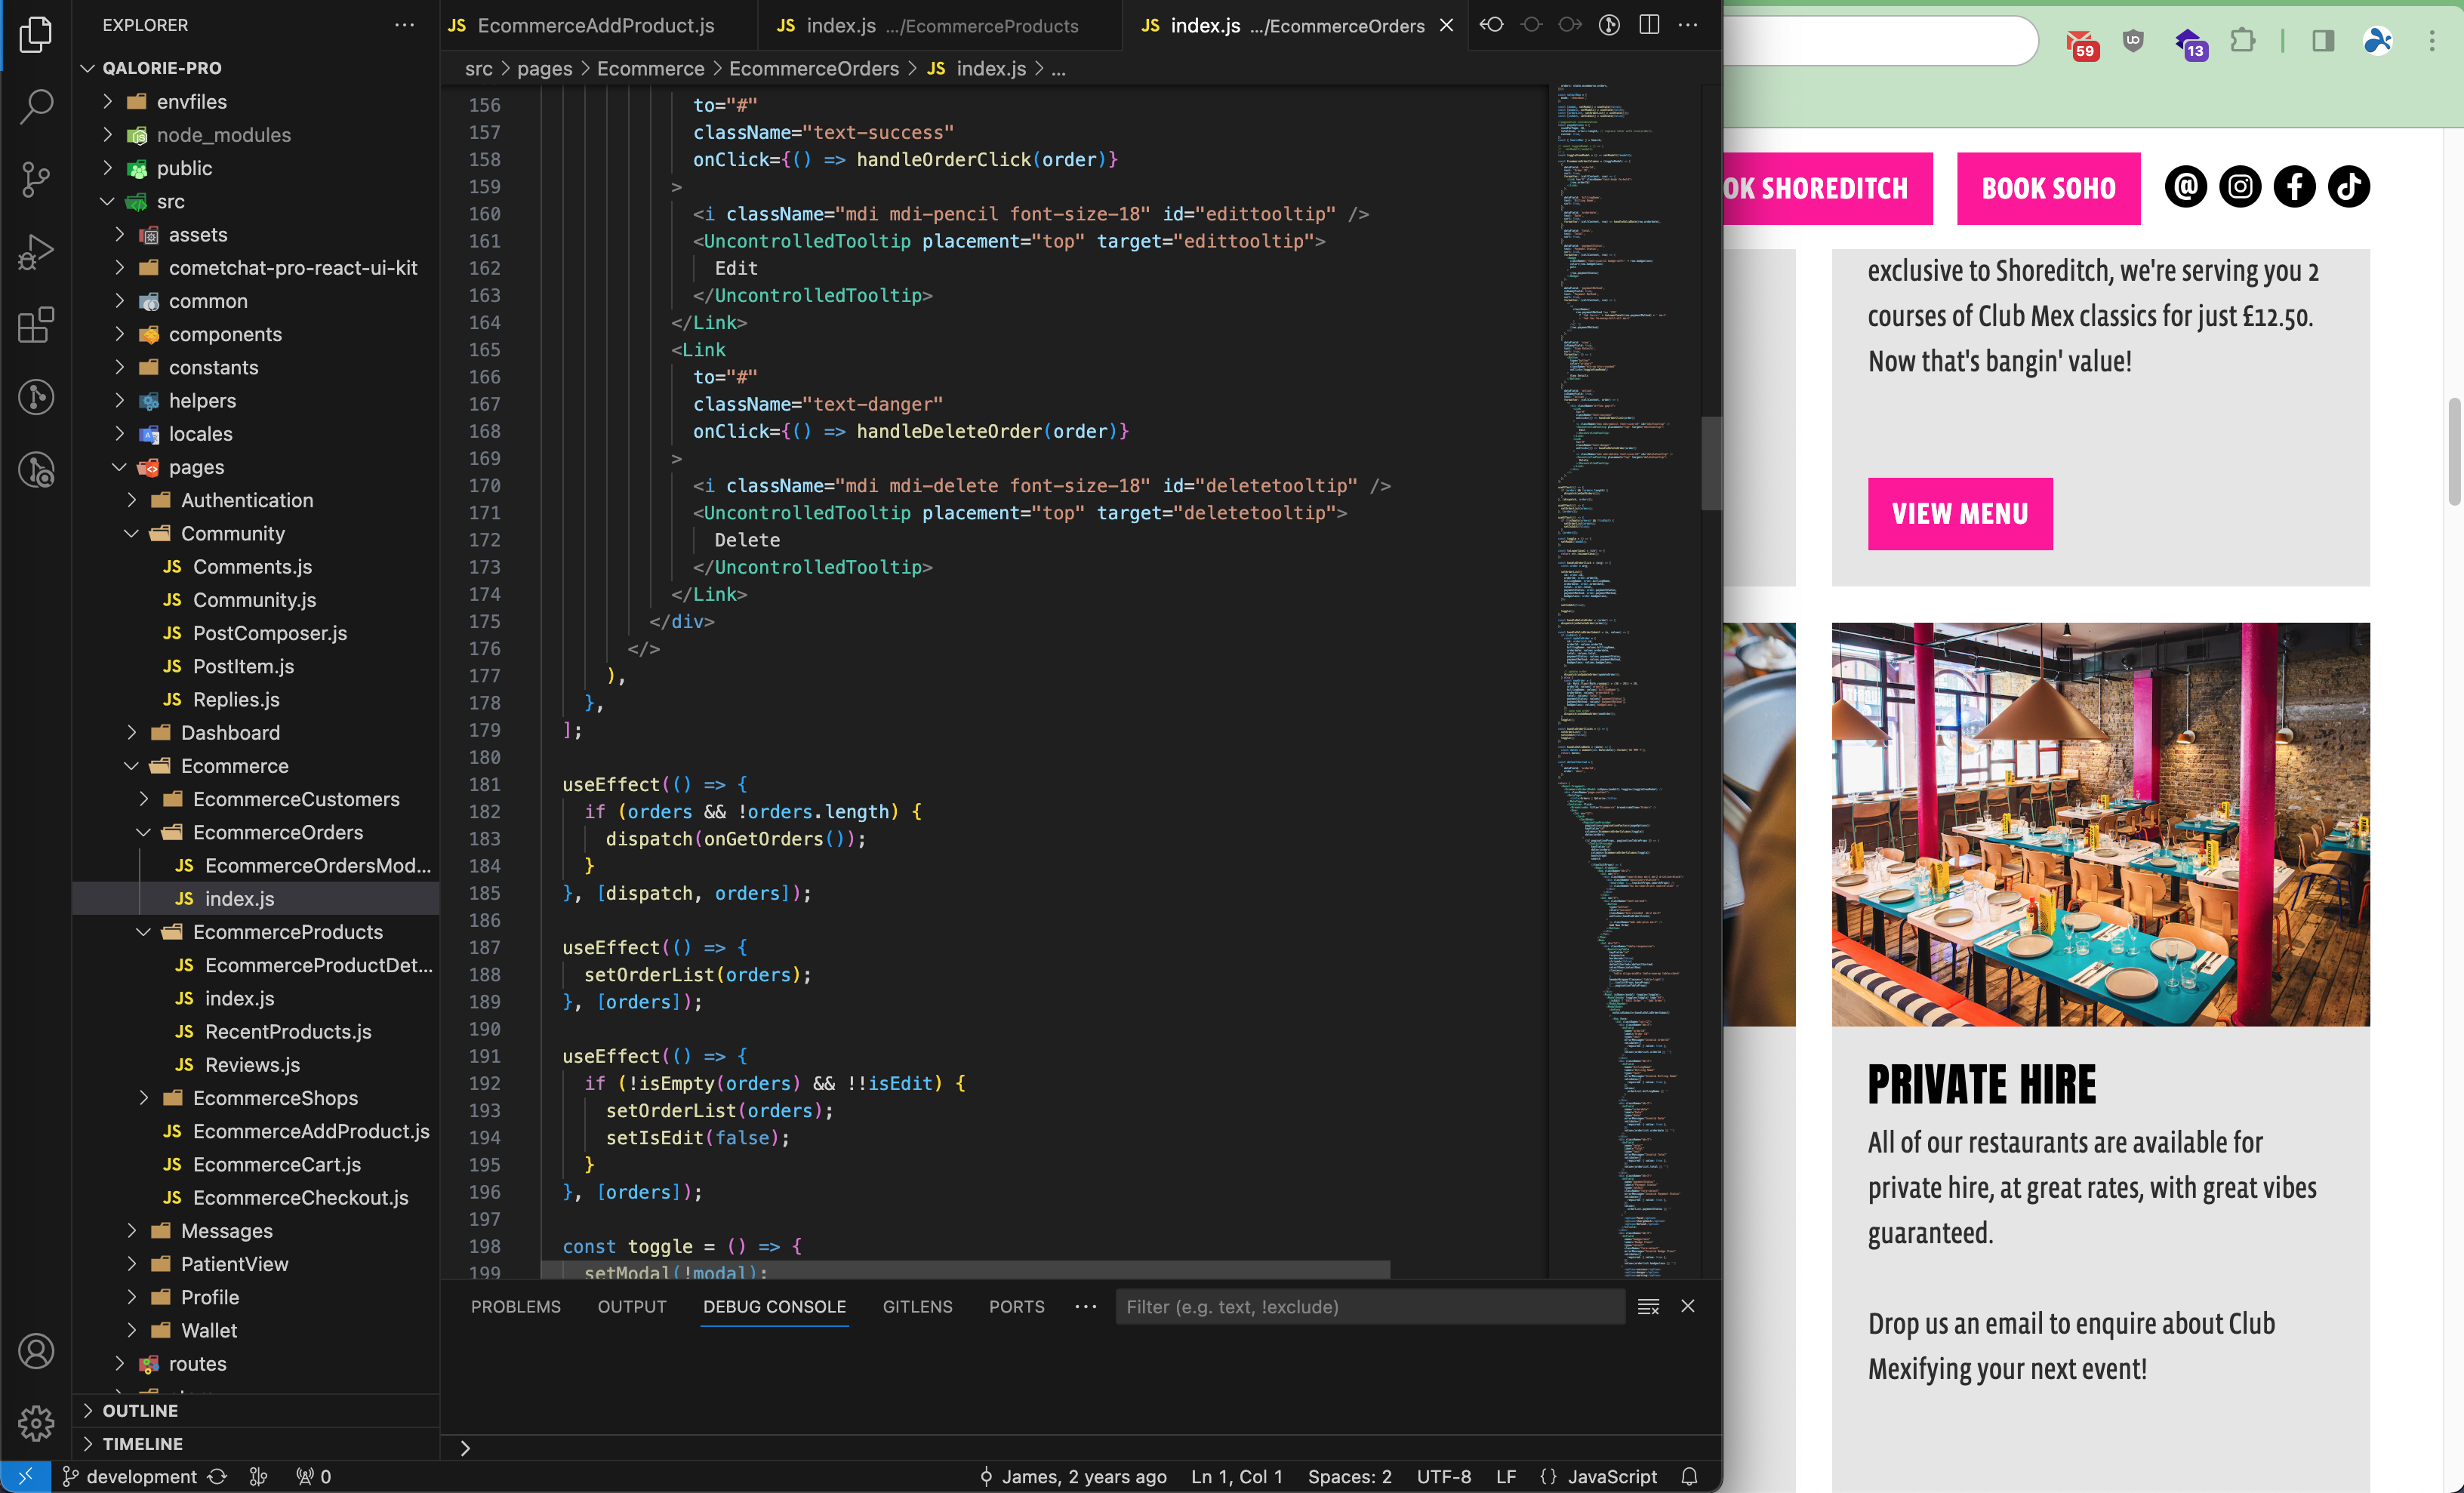 EXPLORER
QALORIE-PRO
envfiles
node_modules
public
src
assets
cometchat-pro-react-ui-kit
common
components
constants
helpers
locales
pages
Authentication
Community
JS Comments.js
JS Community.js
JS PostComposer.js
JS PostItem.js
JS Replies.js
Dashboard
Ecommerce
EcommerceCustomers
EcommerceOrders
JS EcommerceOrdersMod...
JS index.js
EcommerceProducts
JS EcommerceProductDet...
JS index.js
JS RecentProducts.js
JS Reviews.js
EcommerceShops
JS EcommerceAddProduct.js
JS EcommerceCart.js
JS EcommerceCheckout.js
Messages
PatientView
Profile
Wallet
routes
OUTLINE
TIMELINE
JS EcommerceAddProduct.js
JS index.js .../EcommerceProducts
JS index.js .../EcommerceOrders
src > pages > Ecommerce > EcommerceOrders > JS index.js > ...
156 to="#"
157 className="text-success"
158 onClick={() => handleOrderClick(order)}
159 >
160 <i className="mdi mdi-pencil font-size-18" id="edittooltip" />
161 <UncontrolledTooltip placement="top" target="edittooltip">
162 Edit
163 </UncontrolledTooltip>
164 </Link>
165 <Link
166 to="#"
167 className="text-danger"
168 onClick={() => handleDeleteOrder(order)}
169 >
170 <i className="mdi mdi-delete font-size-18" id="deletetooltip" />
171 <UncontrolledTooltip placement="top" target="deletetooltip">
172 Delete
173 </UncontrolledTooltip>
174 </Link>
175 </div>
176 </>
177 ),
178 },
179 ];
180
181 useEffect(() => {
182 if (orders && !orders.length) {
183 dispatch(onGetOrders());
184 }
185 }, [dispatch, orders]);
186
187 useEffect(() => {
188 setOrderList(orders);
189 }, [orders]);
190
191 useEffect(() => {
192 if (!isEmpty(orders) && !!isEdit) {
193 setOrderList(orders);
194 setIsEdit(false);
195 }
196 }, [orders]);
197
198 const toggle = () => {
199 setModal(!modal);
PROBLEMS OUTPUT DEBUG CONSOLE GITLENS PORTS ... Filter (e.g. text, !exclude)
development 0 James, 2 years ago Ln 1, Col 1 Spaces: 2 UTF-8 LF {} JavaScript
59 UD 13
OK SHOREDITCH
BOOK SOHO
exclusive to Shoreditch, we're serving you 2
courses of Club Mex classics for just £12.50.
Now that's bangin' value!
VIEW MENU
PRIVATE HIRE
All of our restaurants are available for
private hire, at great rates, with great vibes
guaranteed.
Drop us an email to enquire about Club
Mexifying your next event!